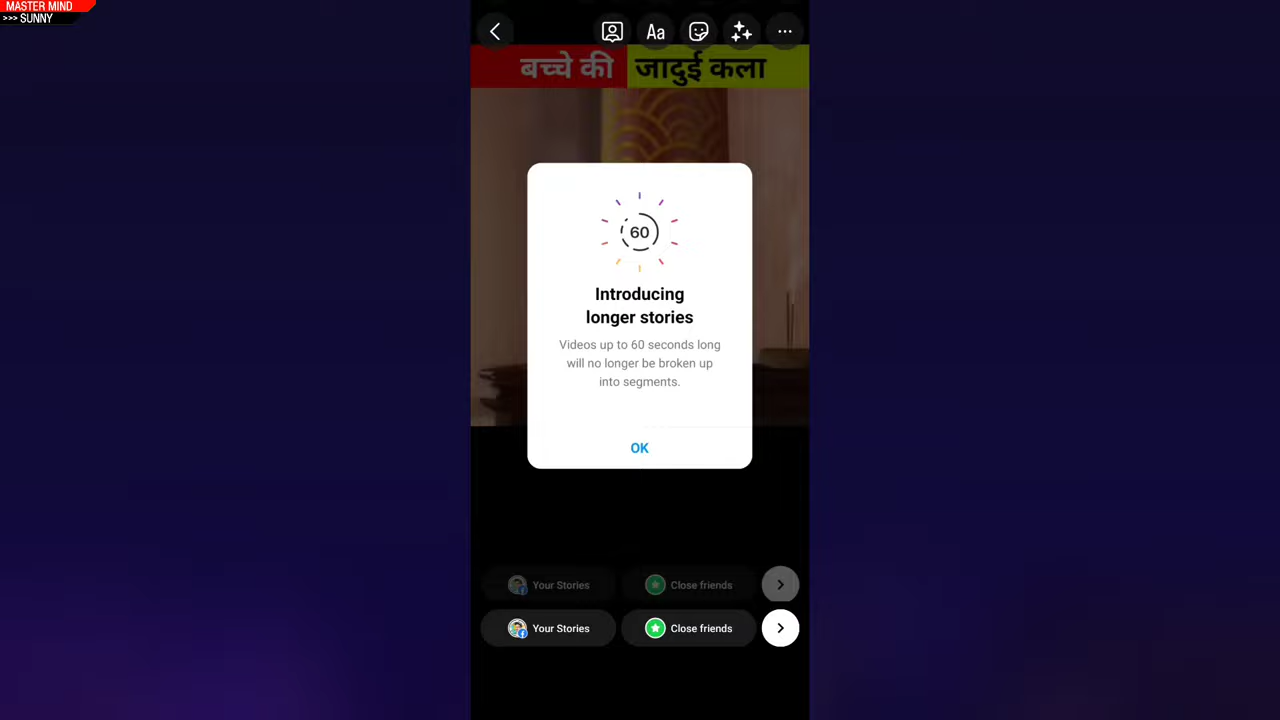 MASTER MIND
>>> SUNNY
Aa
बच्चे की जादुई कला
60
Introducing
longer stories
Videos up to 60 seconds long
will no longer be broken up
into segments.
OK
Your Stories Close friends
Your Stories Close friends